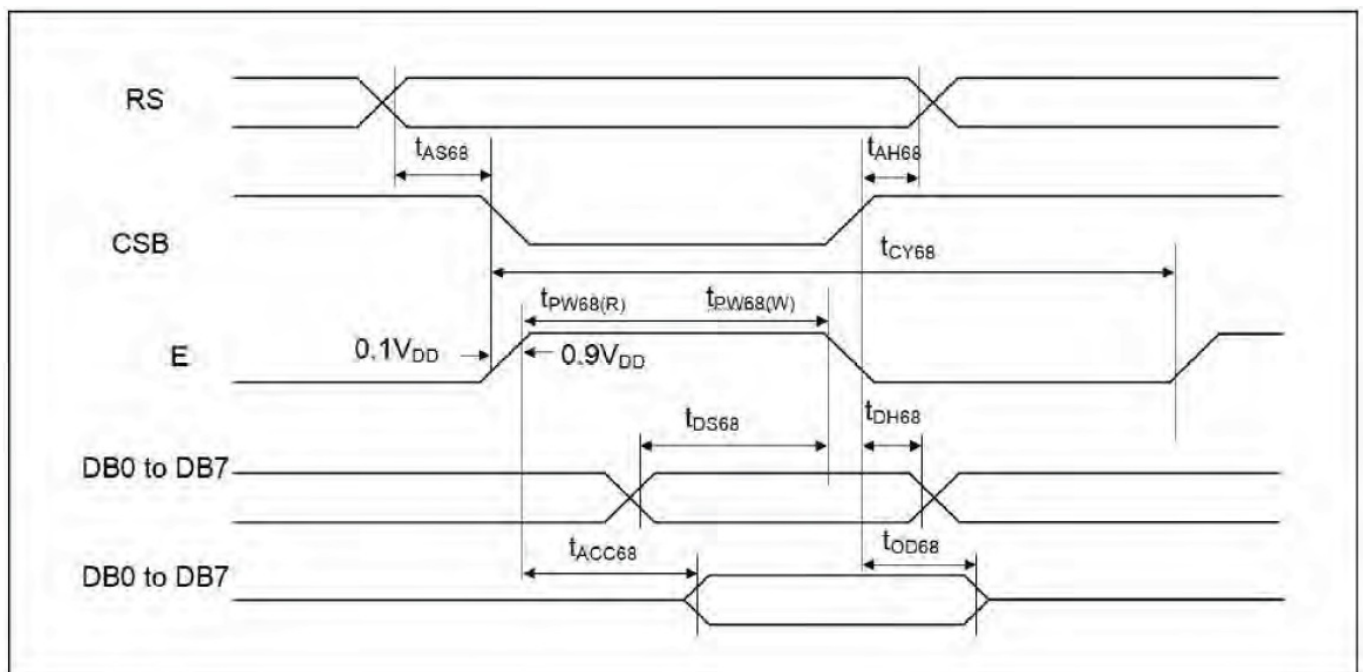 RS
tAS68
tAH68
CSB
tCY68
tPW68(R) tPW68(W)
E
0.1VDD 0.9VDD
tDS68
tDH68
DB0 to DB7
tACC68
tOD68
DB0 to DB7